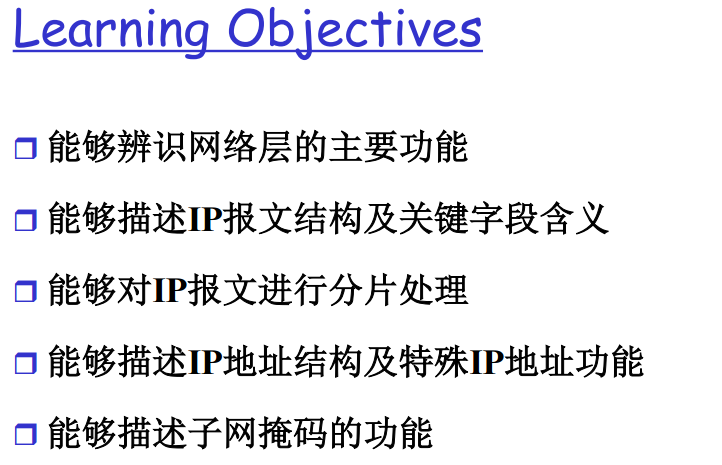 Learning Objectives
能够辨识网络层的主要功能
能够描述IP报文结构及关键字段含义
能够对IP报文进行分片处理
能够描述IP地址结构及特殊IP地址功能
能够描述子网掩码的功能